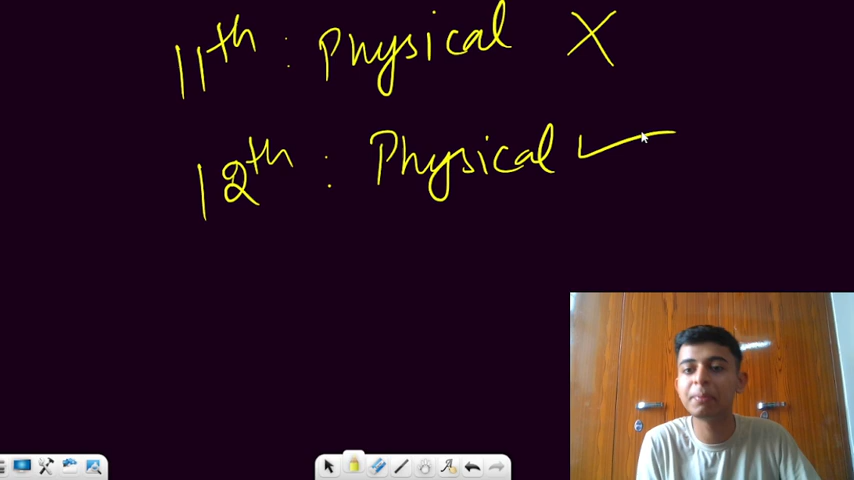 11th : Physical X
12th : Physical ✓